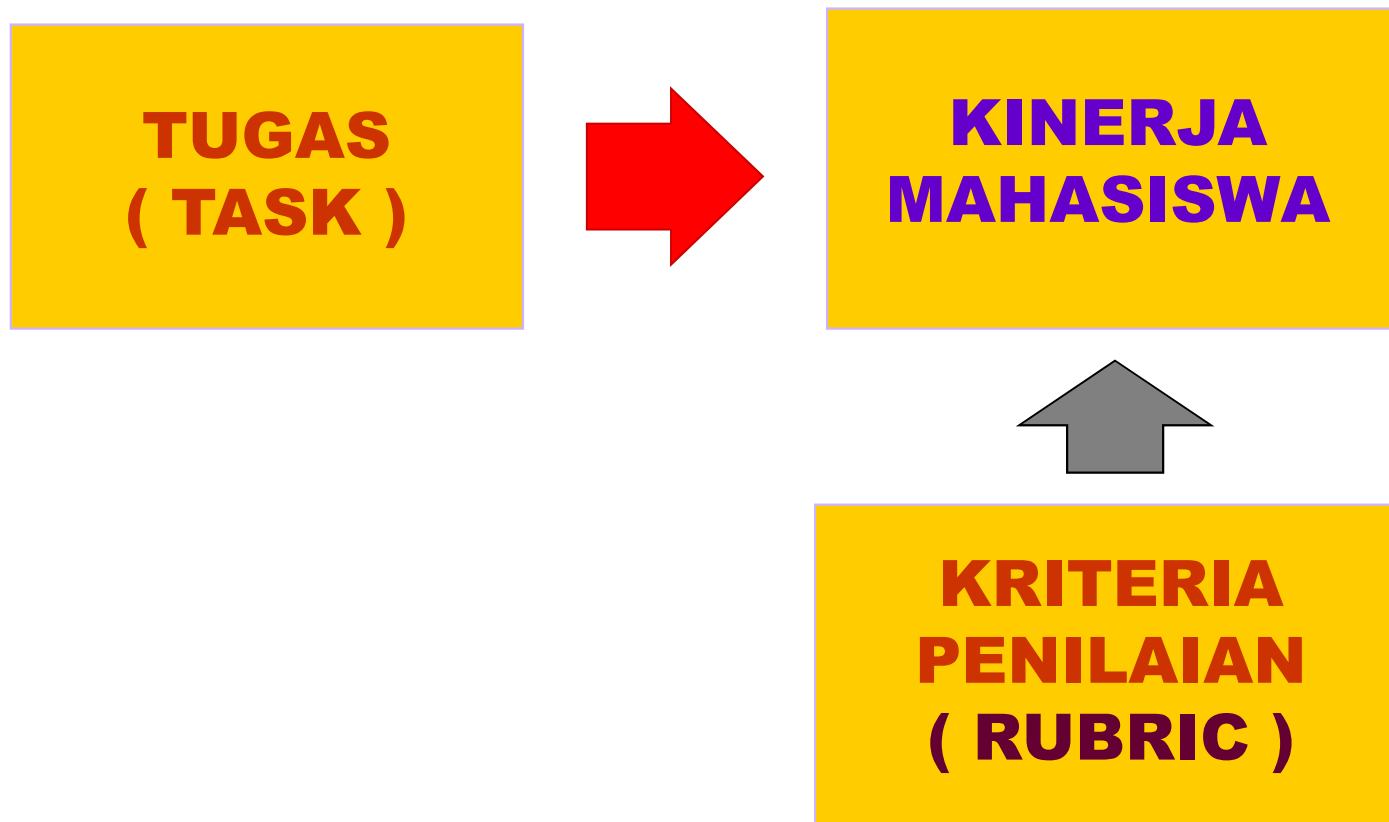 TUGAS
( TASK )
KINERJA
MAHASISWA
KRITERIA
PENILAIAN
( RUBRIC )